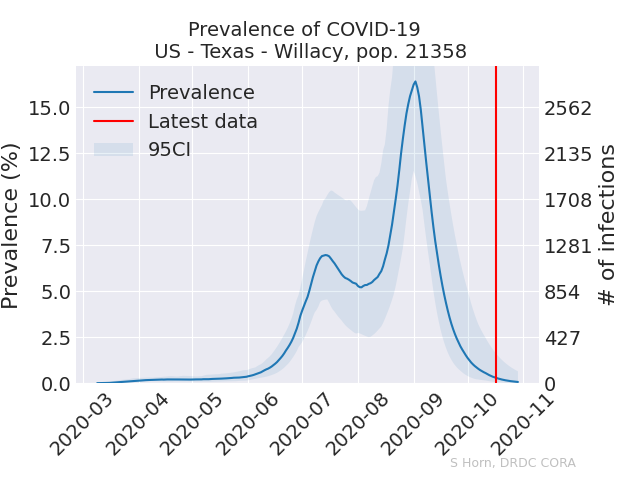 Prevalence of COVID-19
US - Texas - Willacy, pop. 21358
Prevalence
Latest data
95CI
Prevalence (%)
15.0
12.5
10.0
7.5
5.0
2.5
0.0
2562
2135
1708
1281
854
427
0
# of infections
2020-03
2020-04
2020-05
2020-06
2020-07
2020-08
2020-09
2020-10
2020-11
S Horn, DRDC CORA